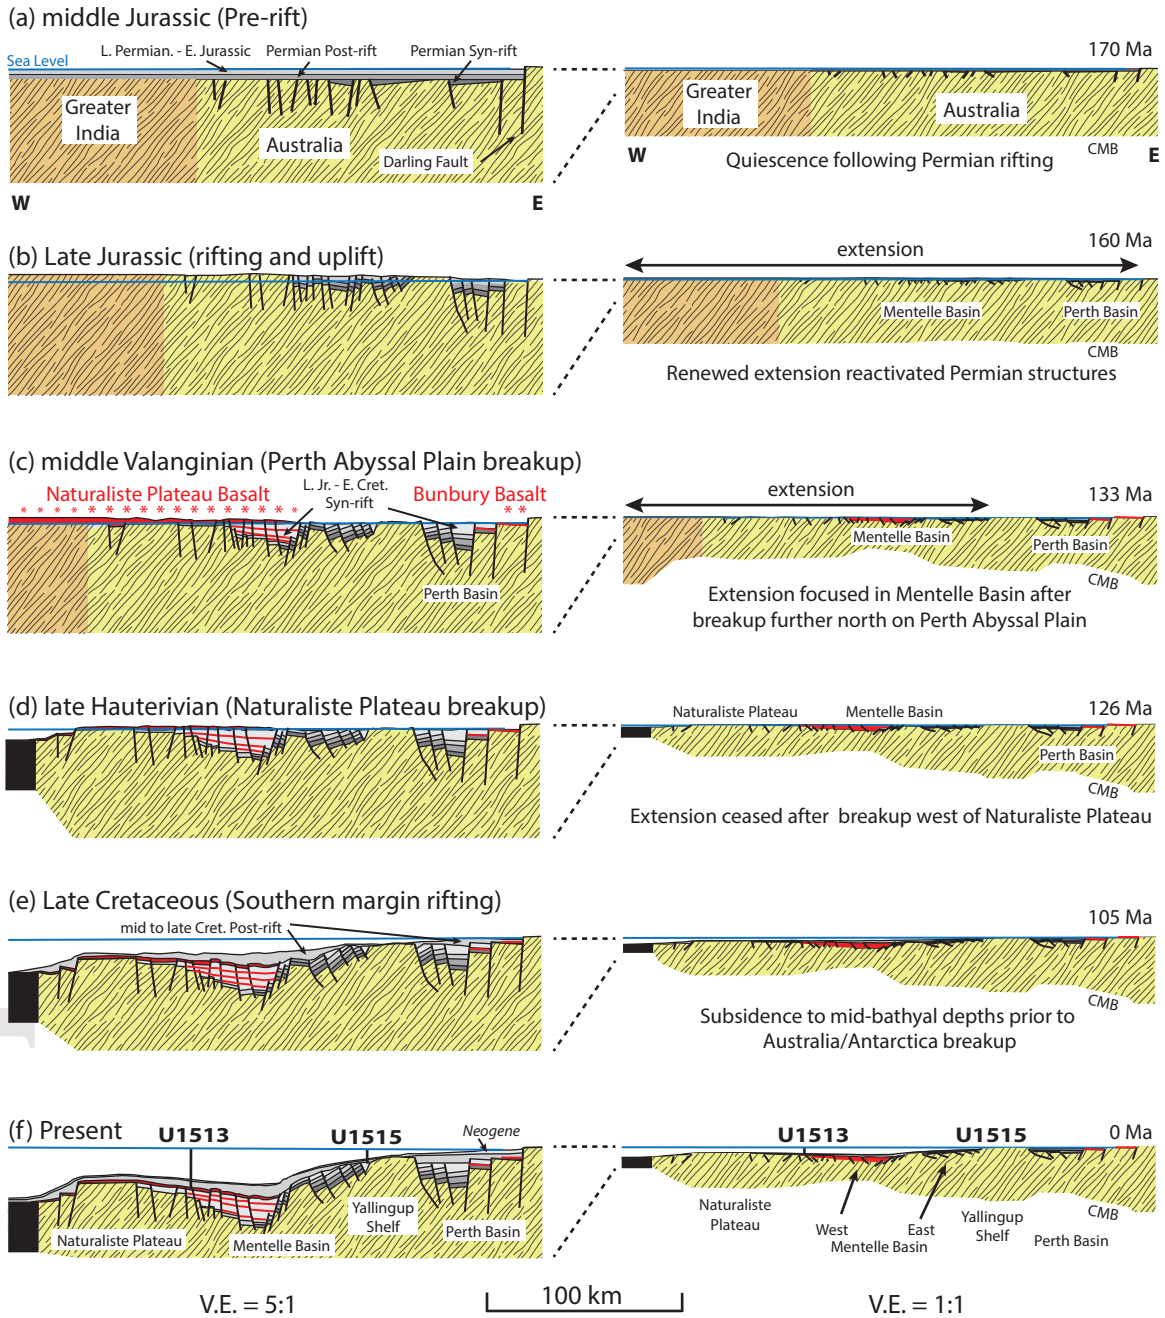 (a) middle Jurassic (Pre-rift)
Sea Level
L. Permian. - E. Jurassic
Permian Post-rift
Permian Syn-rift
170 Ma
Greater
India
Australia
Darling Fault
W
E
Greater
India
Australia
W
CMB
E
Quiescence following Permian rifting
(b) Late Jurassic (rifting and uplift)
160 Ma
extension
Mentelle Basin
Perth Basin
CMB
Renewed extension reactivated Permian structures
(c) middle Valanginian (Perth Abyssal Plain breakup)
Naturaliste Plateau Basalt
L. Jr. - E. Cret.
Syn-rift
Bunbury Basalt
Perth Basin
extension
133 Ma
Mentelle Basin
Perth Basin
CMB
Extension focused in Mentelle Basin after
breakup further north on Perth Abyssal Plain
(d) late Hauterivian (Naturaliste Plateau breakup)
Naturaliste Plateau
Mentelle Basin
126 Ma
Perth Basin
CMB
Extension ceased after breakup west of Naturaliste Plateau
(e) Late Cretaceous (Southern margin rifting)
mid to late Cret. Post-rift
105 Ma
CMB
Subsidence to mid-bathyal depths prior to
Australia/Antarctica breakup
(f) Present
U1513
U1515
Neogene
Naturaliste Plateau
Mentelle Basin
Yallingup
Shelf
Perth Basin
U1513
U1515
0 Ma
Naturaliste
Plateau
West
East
Mentelle Basin
Yallingup
Shelf
Perth Basin
CMB
V.E. = 5:1
100 km
V.E. = 1:1